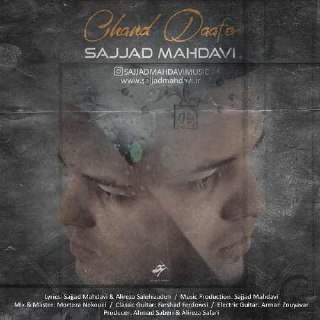 Chand Daafe
SAJJAD MAHDAVI
SAJJADMAHDAVIMUSIC
www.sajjadmahdavi.ir
Lyrics: Sajjad Mahdavi & Alireza Salehizadeh / Music Production: Sajjad Mahdavi
Mix & Master: Morteza Nekouei / Classic Guitar: Farshad Ferdowsi / Electric Guitar: Arman Zouyavar
Producer: Ahmad Saberi & Alireza Safari